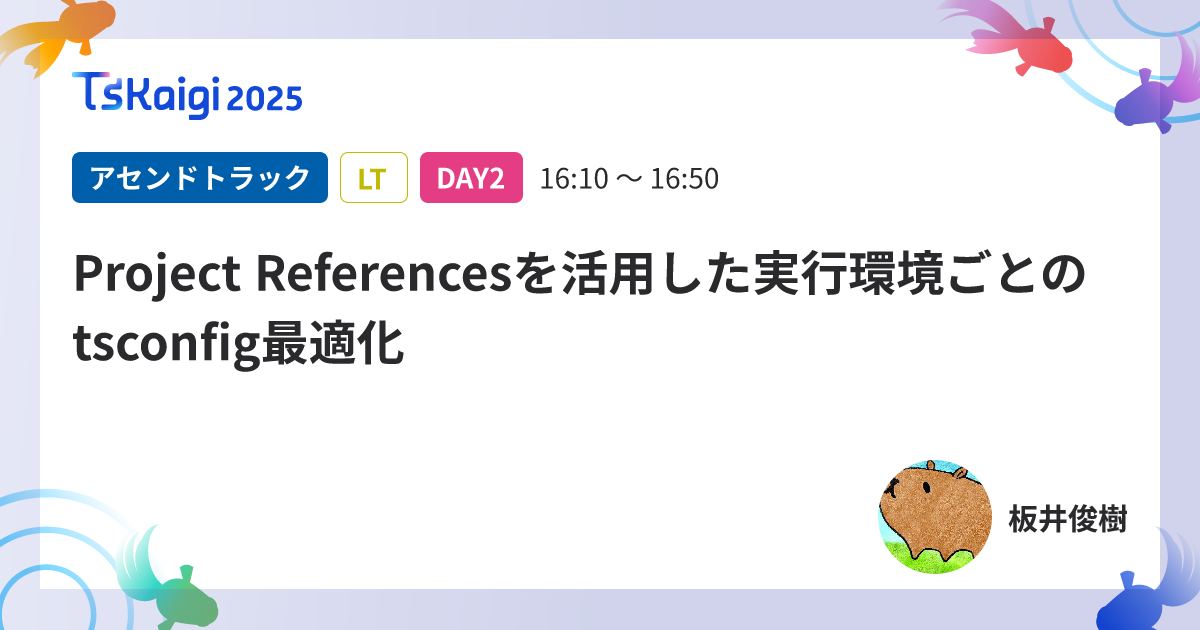 TsKaigi 2025
アセンドトラック LT DAY2 16:10 〜 16:50
Project Referencesを活用した実行環境ごとの
tsconfig最適化
板井俊樹